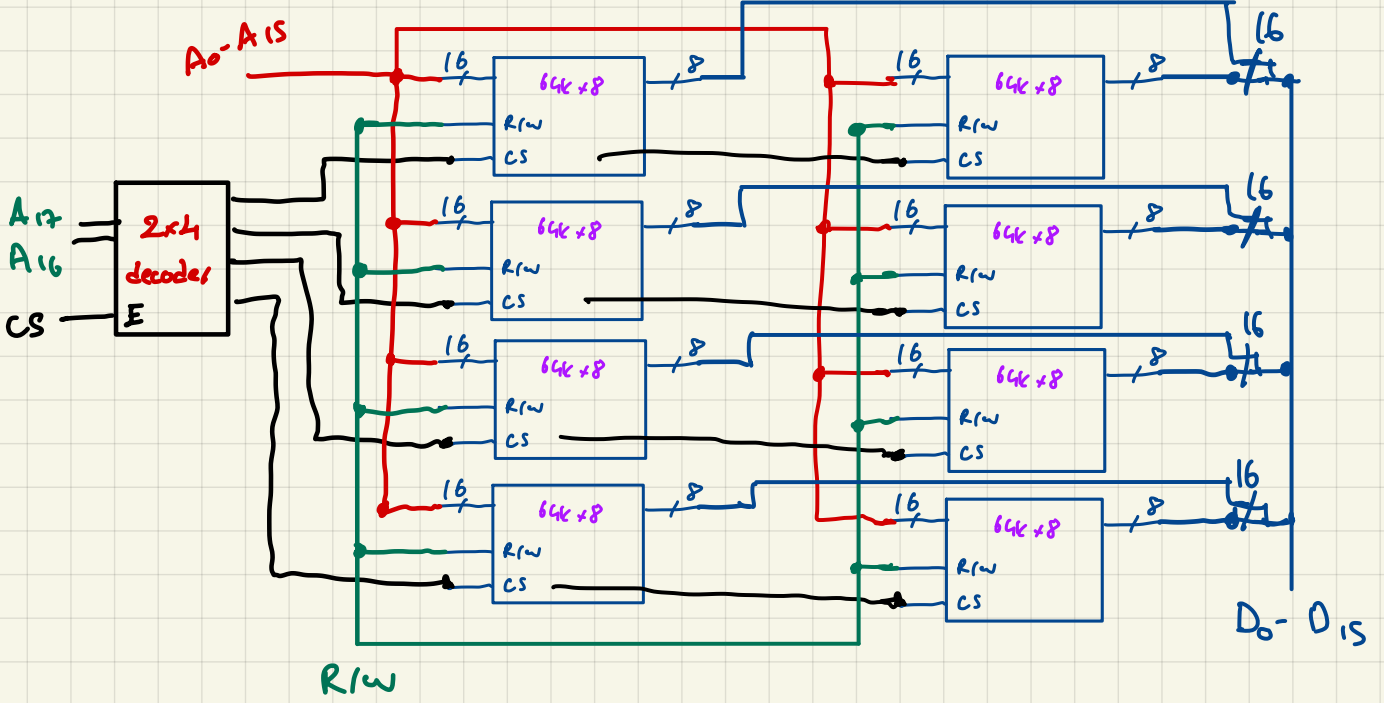 A0-A15
16
64K×8
8
R/W
CS
16
64K×8
8
R/W
CS
16
A17
A16
CS
2×4
decoder
E
16
64K×8
8
R/W
CS
16
64K×8
8
R/W
CS
16
16
64K×8
8
R/W
CS
16
64K×8
8
R/W
CS
16
16
64K×8
8
R/W
CS
16
64K×8
8
R/W
CS
16
D0-D15
R/W